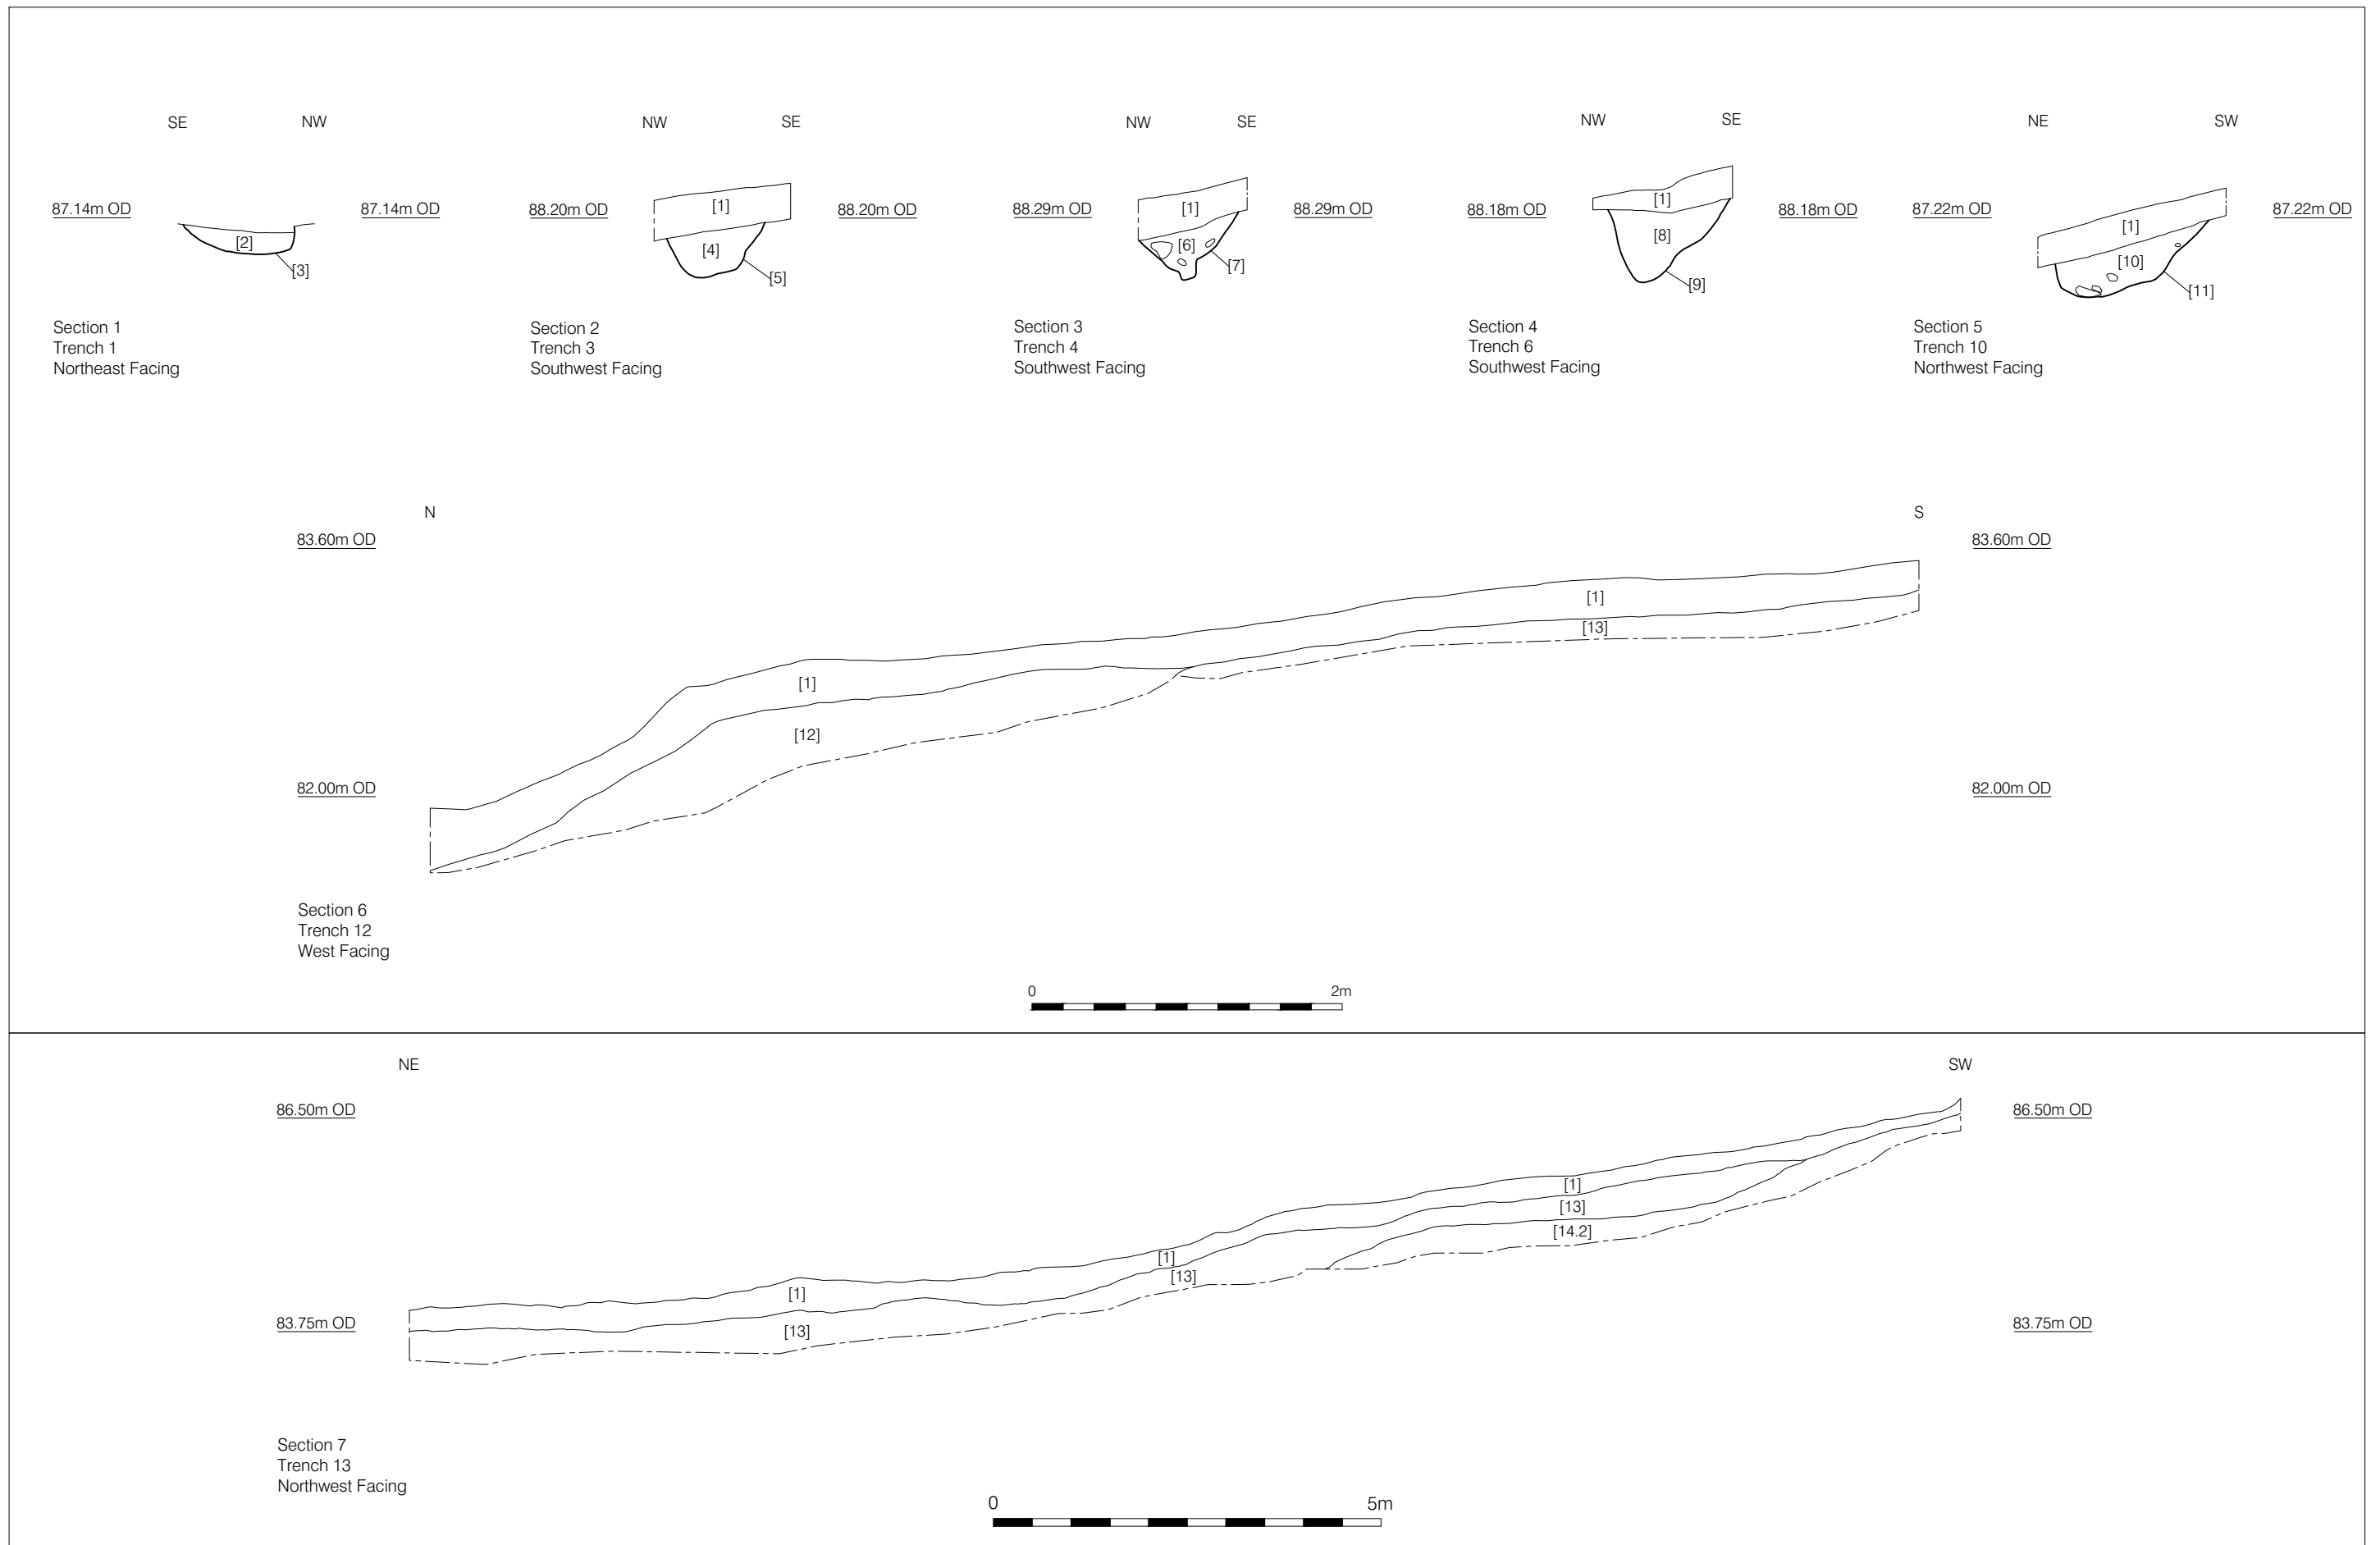 SE NW
87.14m OD 87.14m OD
[2]
[3]
Section 1
Trench 1
Northeast Facing
NW SE
88.20m OD 88.20m OD
[1]
[4]
[5]
Section 2
Trench 3
Southwest Facing
NW SE
88.29m OD 88.29m OD
[1]
[6]
[7]
Section 3
Trench 4
Southwest Facing
NW SE
88.18m OD 88.18m OD
[1]
[8]
[9]
Section 4
Trench 6
Southwest Facing
NE SW
87.22m OD 87.22m OD
[1]
[10]
[11]
Section 5
Trench 10
Northwest Facing
N S
83.60m OD 83.60m OD
[1]
[13]
[1]
[12]
82.00m OD 82.00m OD
Section 6
Trench 12
West Facing
0 2m
NE SW
86.50m OD 86.50m OD
[1]
[13]
[14.2]
[1]
[13]
[1]
83.75m OD 83.75m OD
[13]
Section 7
Trench 13
Northwest Facing
0 5m